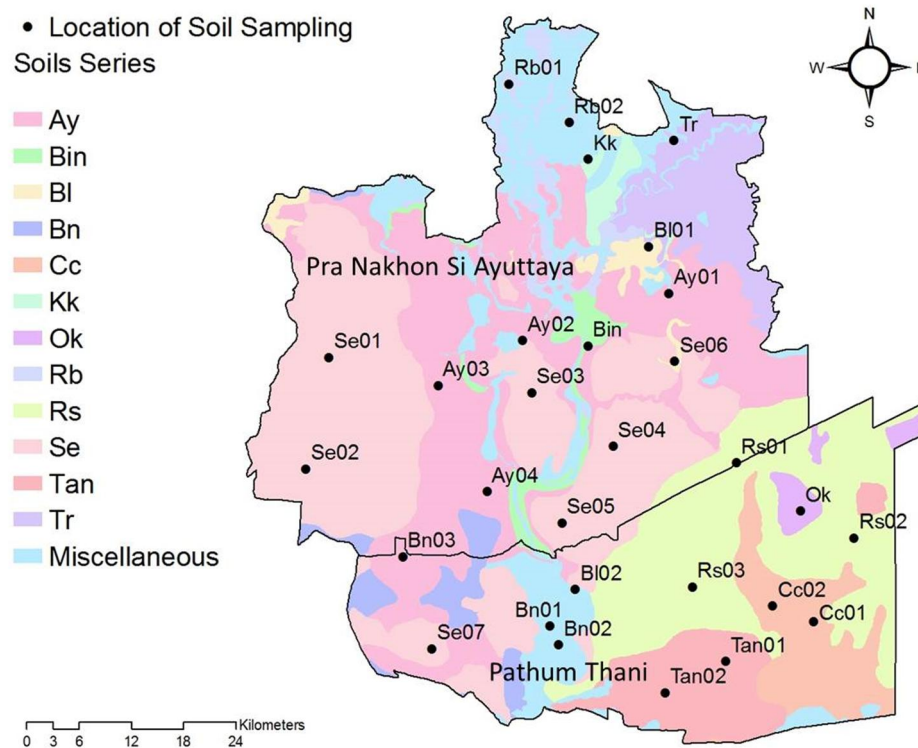 Location of Soil Sampling
Soils Series
Ay
Bin
Bl
Bn
Cc
Kk
Ok
Rb
Rs
Se
Tan
Tr
Miscellaneous
N
W
S
Rb01
Rb02
Kk
Tr
Bl01
Pra Nakhon Si Ayuttaya
Ay01
Ay02
Bin
Se01
Se06
Ay03
Se03
Se04
Se02
Rs01
Ay04
Ok
Se05
Rs02
Bn03
Bl02
Rs03
Cc02
Bn01
Cc01
Se07
Bn02
Tan01
Pathum Thani
Tan02
Kilometers
0 3 6 12 18 24